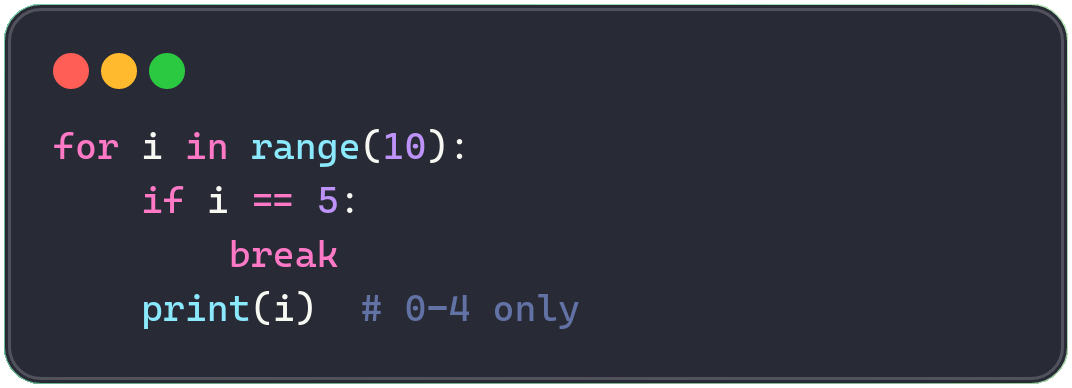 for i in range(10):
    if i == 5:
        break
    print(i)  # 0-4 only